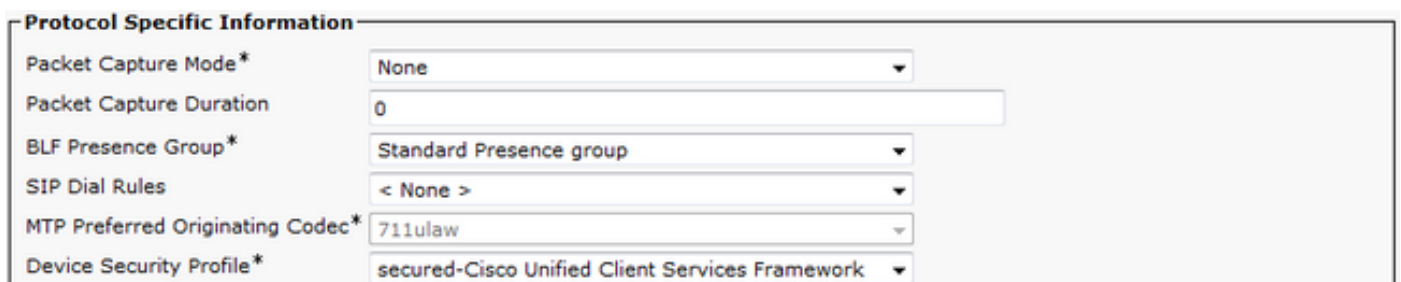 Protocol Specific Information
Packet Capture Mode* None
Packet Capture Duration 0
BLF Presence Group* Standard Presence group
SIP Dial Rules < None >
MTP Preferred Originating Codec* 711ulaw
Device Security Profile* secured-Cisco Unified Client Services Framework